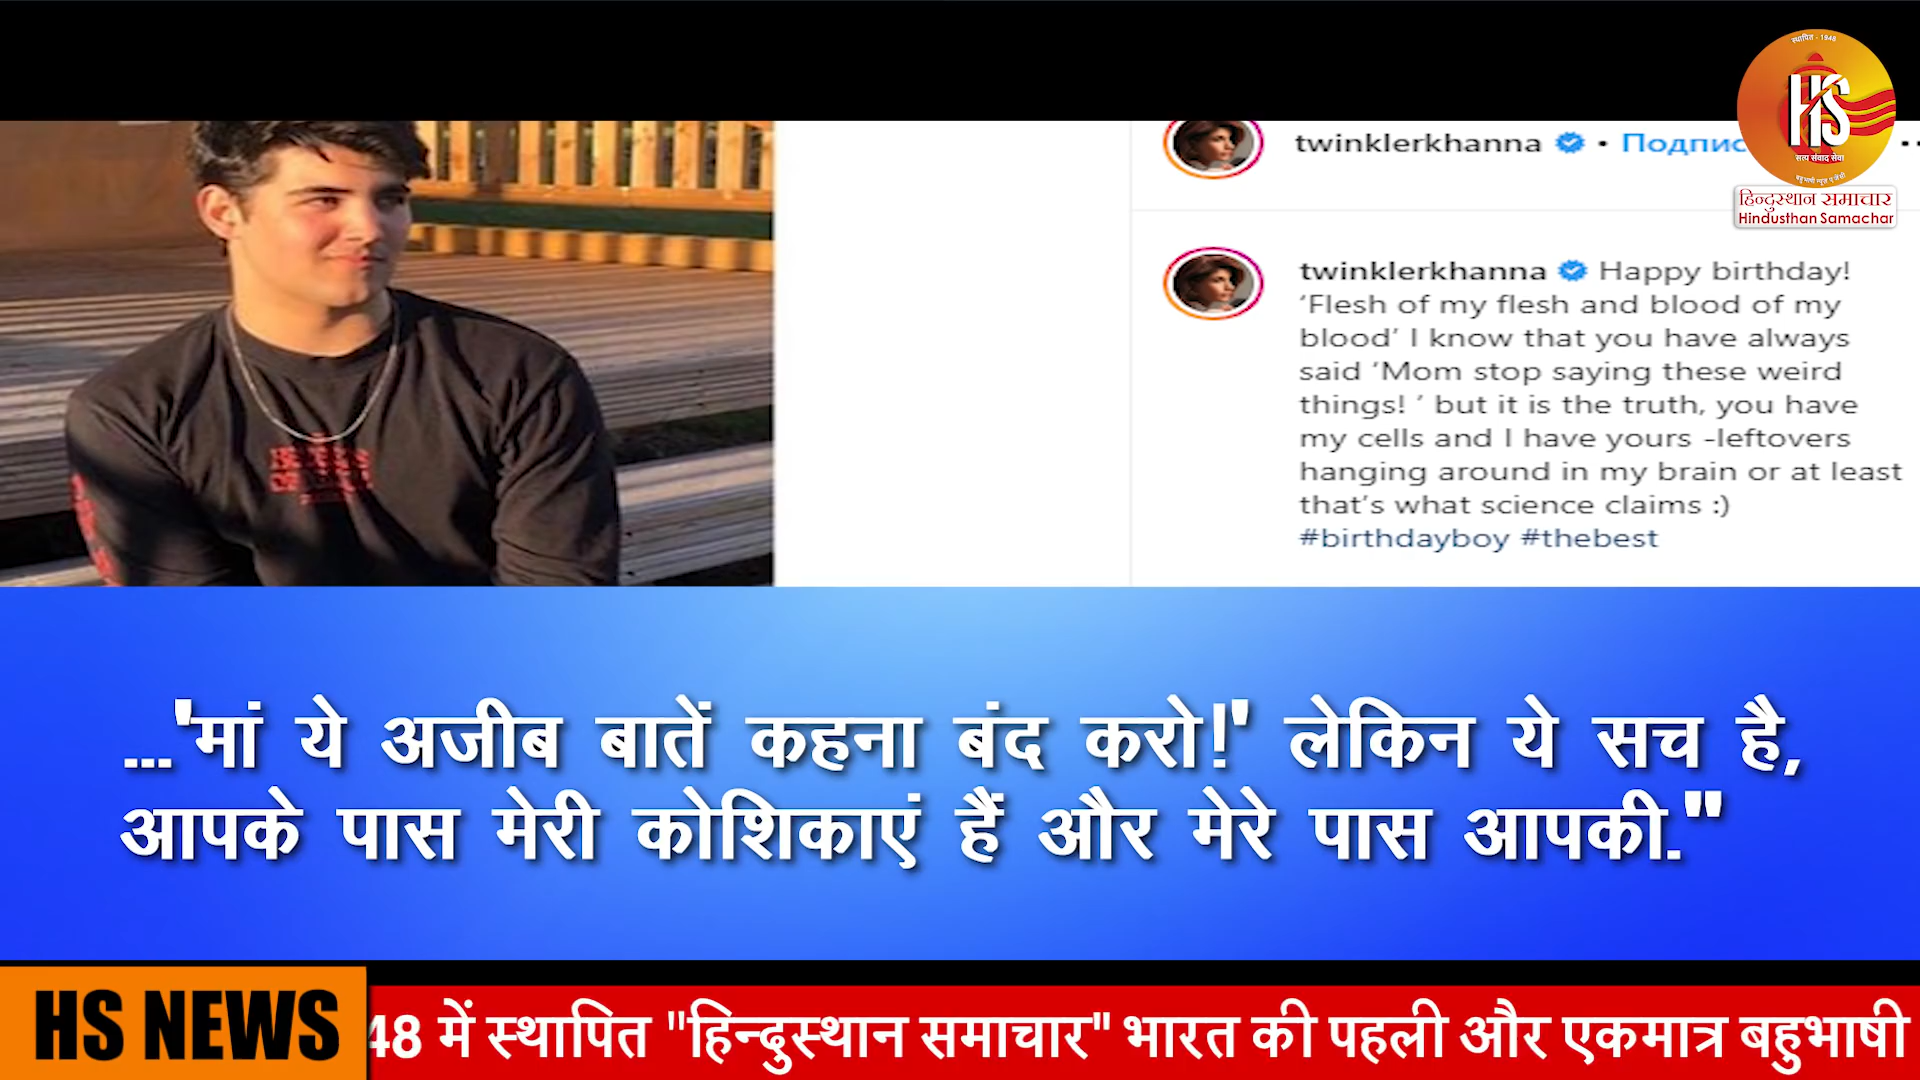 स्थापित - 1948
HS
सत्य संवाद सेवा
हिन्दुस्थान समाचार
Hindusthan Samachar
twinklerkhanna • Подпис
twinklerkhanna Happy birthday!
‘Flesh of my flesh and blood of my
blood’ I know that you have always
said ‘Mom stop saying these weird
things! ’ but it is the truth, you have
my cells and I have yours -leftovers
hanging around in my brain or at least
that’s what science claims :)
#birthdayboy #thebest
...'मां ये अजीब बातें कहना बंद करो!' लेकिन ये सच है,
आपके पास मेरी कोशिकाएं हैं और मेरे पास आपकी."
HS NEWS
48 में स्थापित "हिन्दुस्थान समाचार" भारत की पहली और एकमात्र बहुभाषी